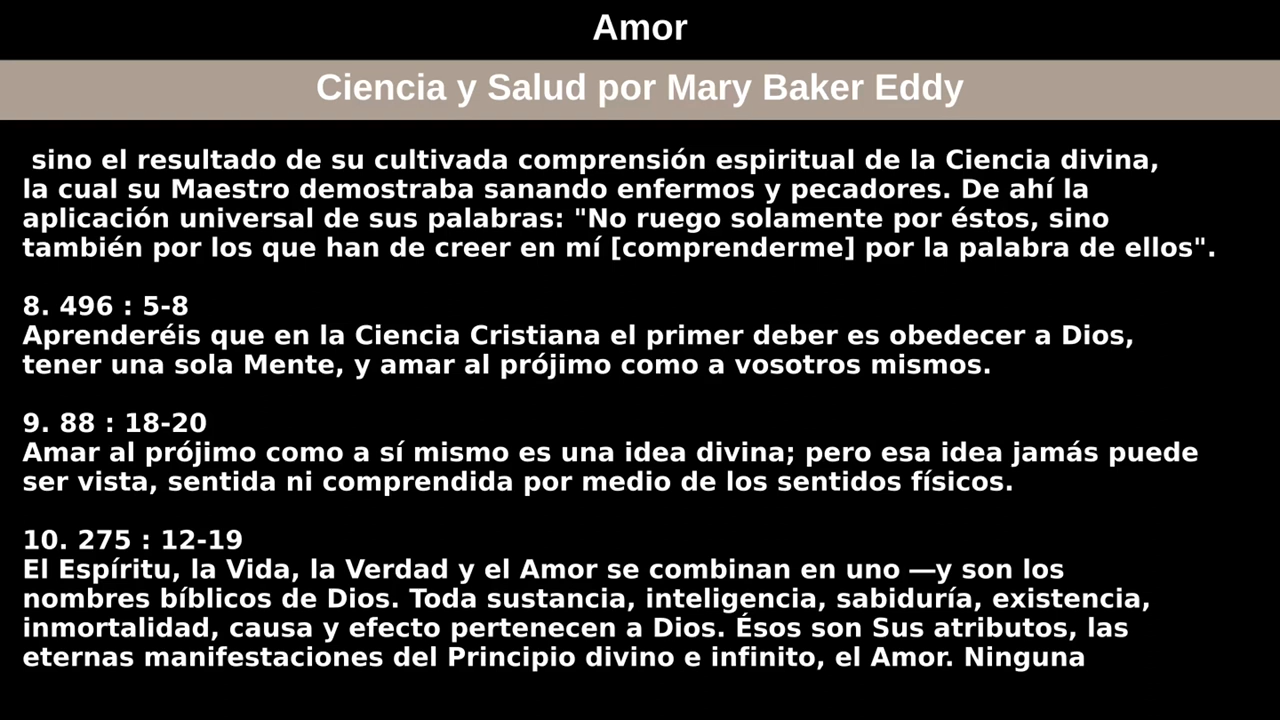 Amor
Ciencia y Salud por Mary Baker Eddy
sino el resultado de su cultivada comprensión espiritual de la Ciencia divina,
la cual su Maestro demostraba sanando enfermos y pecadores. De ahí la
aplicación universal de sus palabras: "No ruego solamente por éstos, sino
también por los que han de creer en mí [comprenderme] por la palabra de ellos".
8. 496 : 5-8
Aprenderéis que en la Ciencia Cristiana el primer deber es obedecer a Dios,
tener una sola Mente, y amar al prójimo como a vosotros mismos.
9. 88 : 18-20
Amar al prójimo como a sí mismo es una idea divina; pero esa idea jamás puede
ser vista, sentida ni comprendida por medio de los sentidos físicos.
10. 275 : 12-19
El Espíritu, la Vida, la Verdad y el Amor se combinan en uno —y son los
nombres bíblicos de Dios. Toda sustancia, inteligencia, sabiduría, existencia,
inmortalidad, causa y efecto pertenecen a Dios. Ésos son Sus atributos, las
eternas manifestaciones del Principio divino e infinito, el Amor. Ninguna